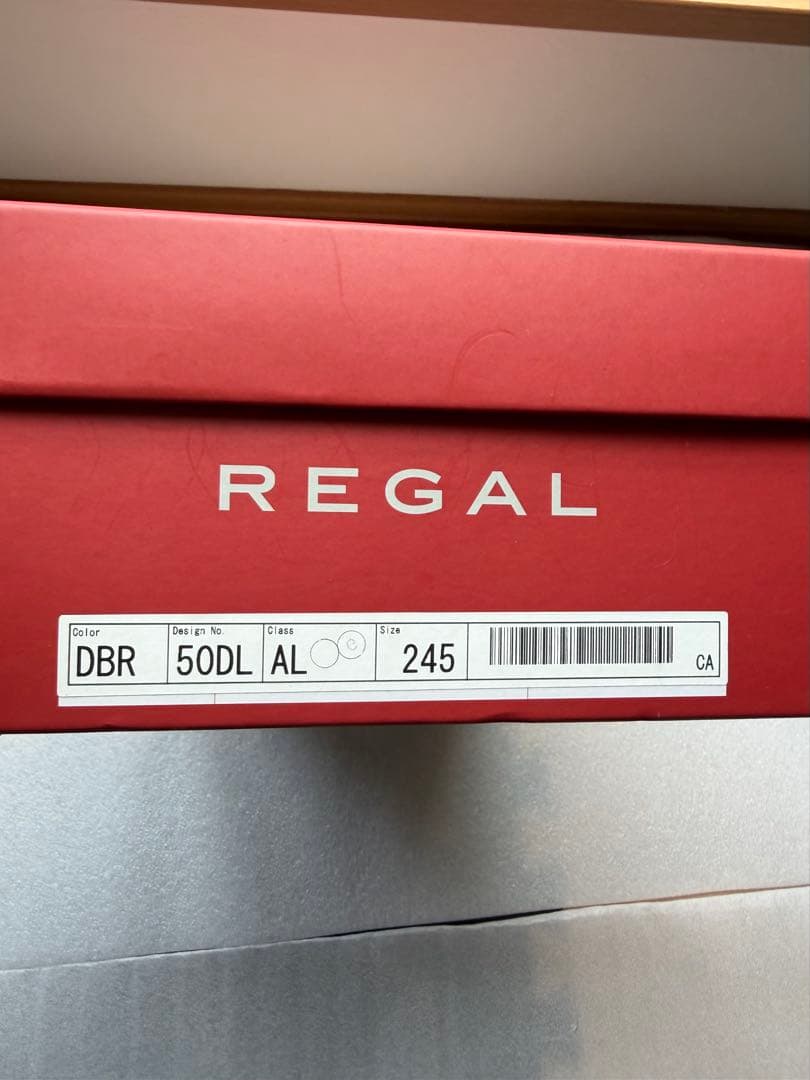 REGAL
Color Design No. Class Size
DBR 50DL AL 245 CA